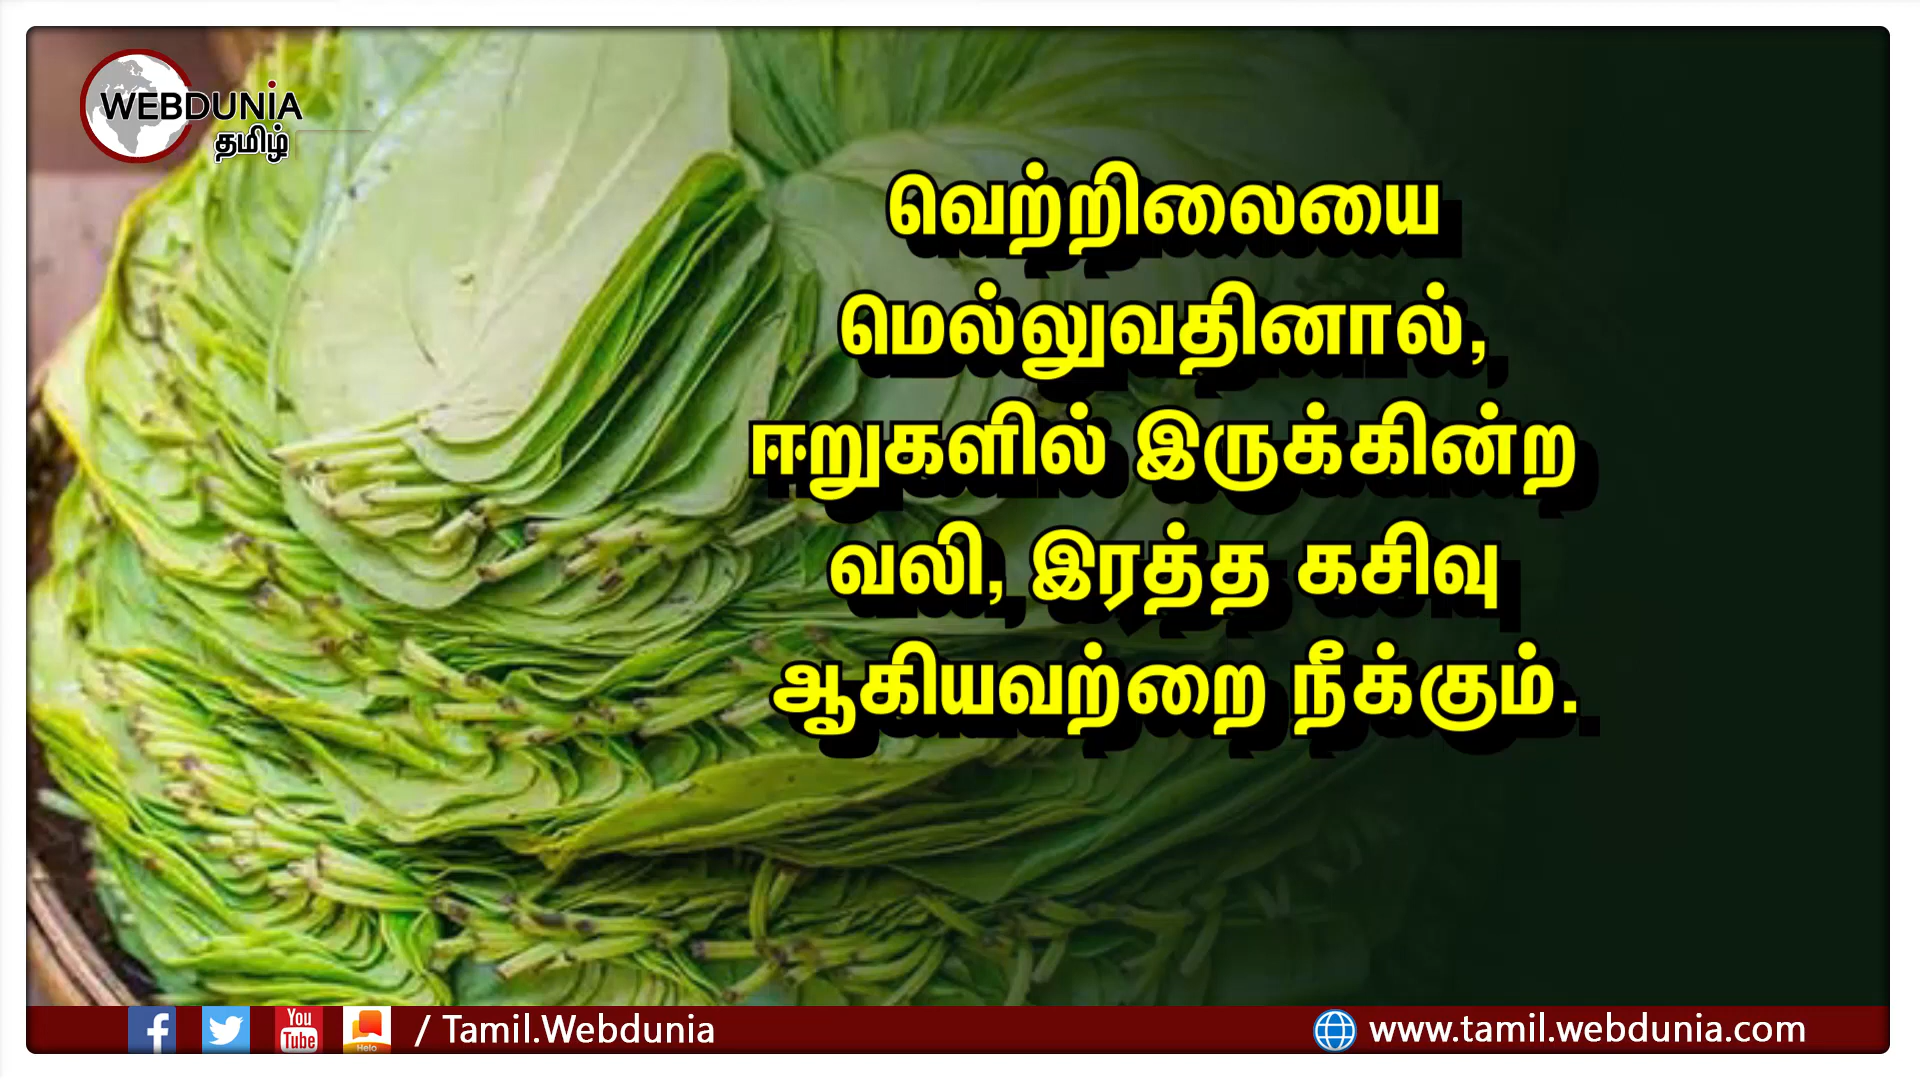 WEBDUNIA
தமிழ்
வெற்றிலையை
மெல்லுவதினால்,
ஈறுகளில் இருக்கின்ற
வலி, இரத்த கசிவு
ஆகியவற்றை நீக்கும்.
f You Tube Helo / Tamil.Webdunia www.tamil.webdunia.com